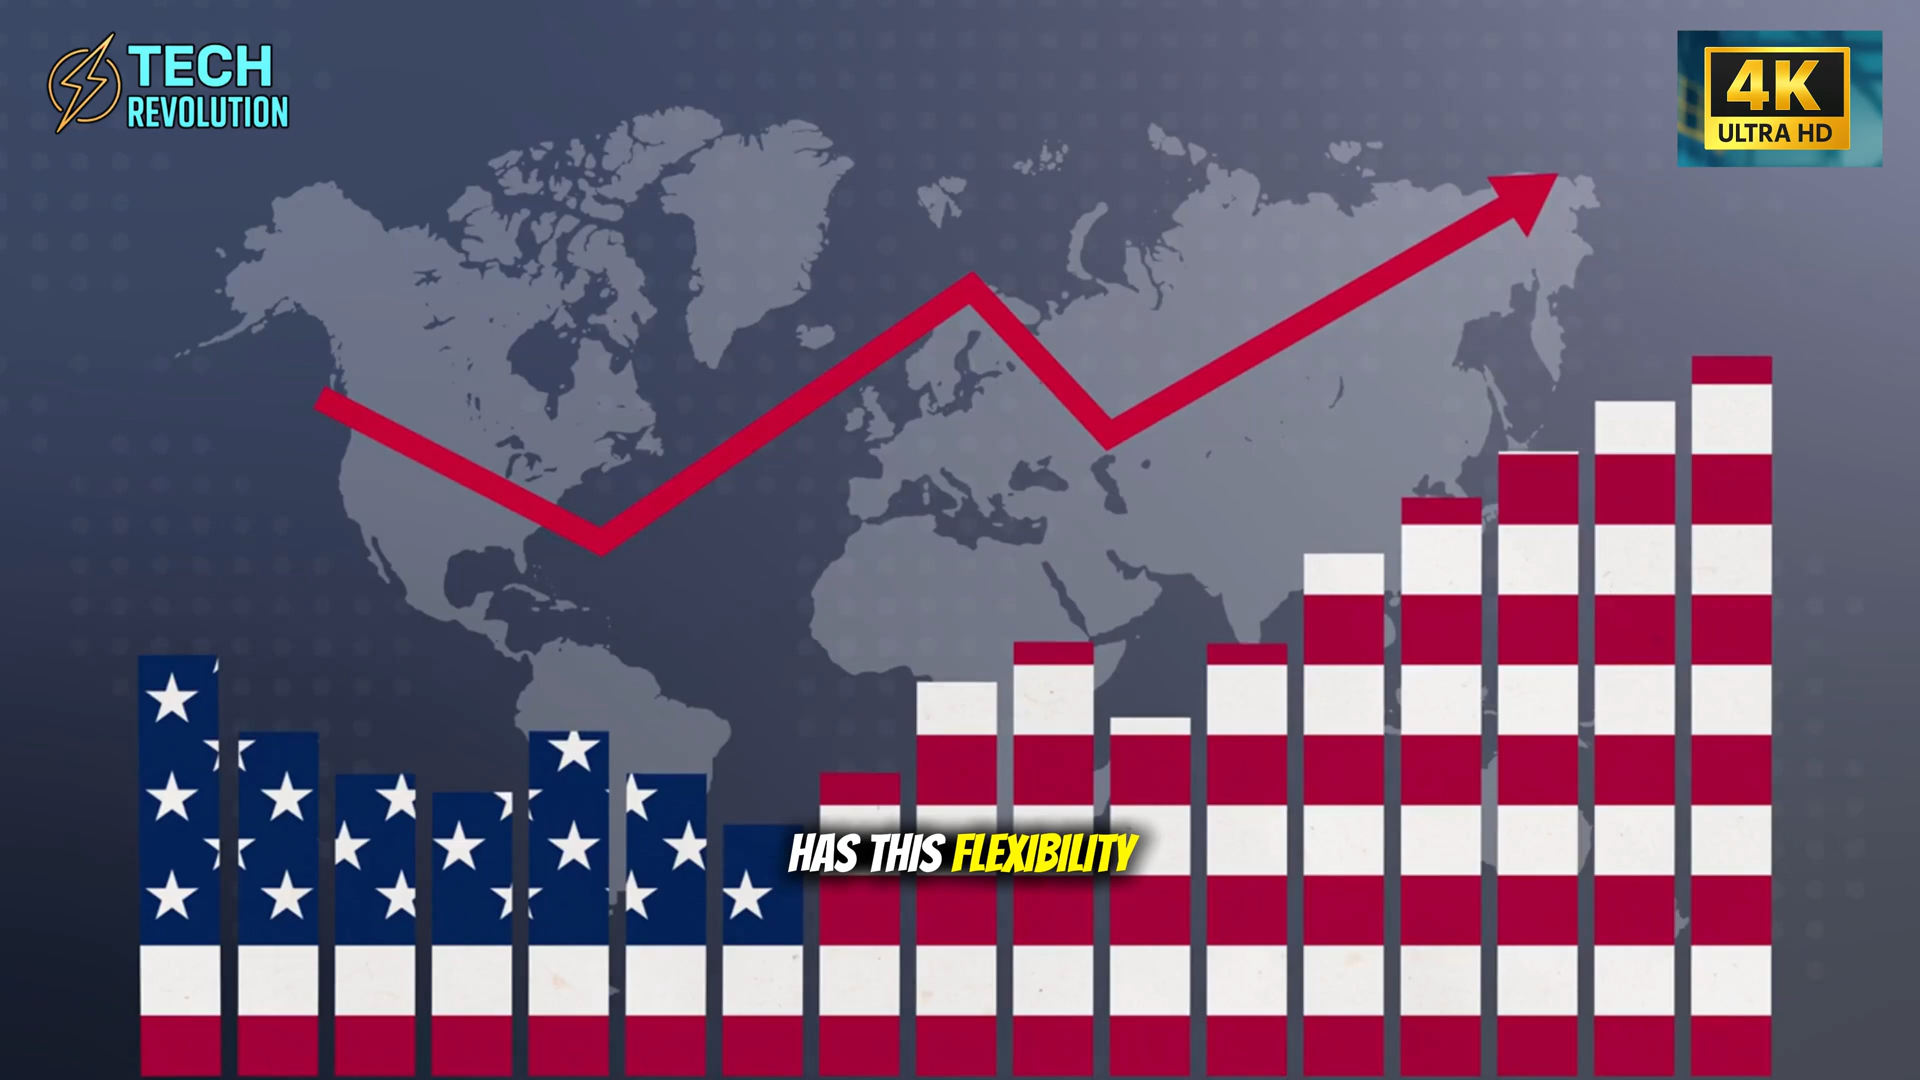 TECH
REVOLUTION
4K
ULTRA HD
HAS THIS FLEXIBILITY